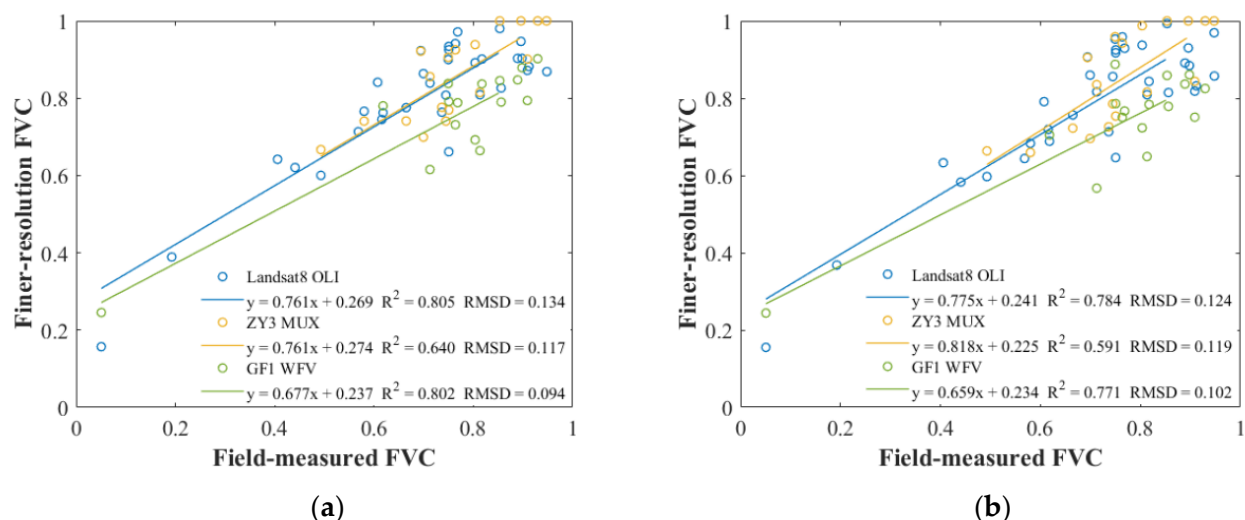 1
0.8
0.6
0.4
0.2
0
Finer-resolution FVC
Landsat8 OLI
y = 0.761x + 0.269 R² = 0.805 RMSD = 0.134
ZY3 MUX
y = 0.761x + 0.274 R² = 0.640 RMSD = 0.117
GF1 WFV
y = 0.677x + 0.237 R² = 0.802 RMSD = 0.094
0 0.2 0.4 0.6 0.8 1
Field-measured FVC
(a)
1
0.8
0.6
0.4
0.2
0
Finer-resolution FVC
Landsat8 OLI
y = 0.775x + 0.241 R² = 0.784 RMSD = 0.124
ZY3 MUX
y = 0.818x + 0.225 R² = 0.591 RMSD = 0.119
GF1 WFV
y = 0.659x + 0.234 R² = 0.771 RMSD = 0.102
0 0.2 0.4 0.6 0.8 1
Field-measured FVC
(b)